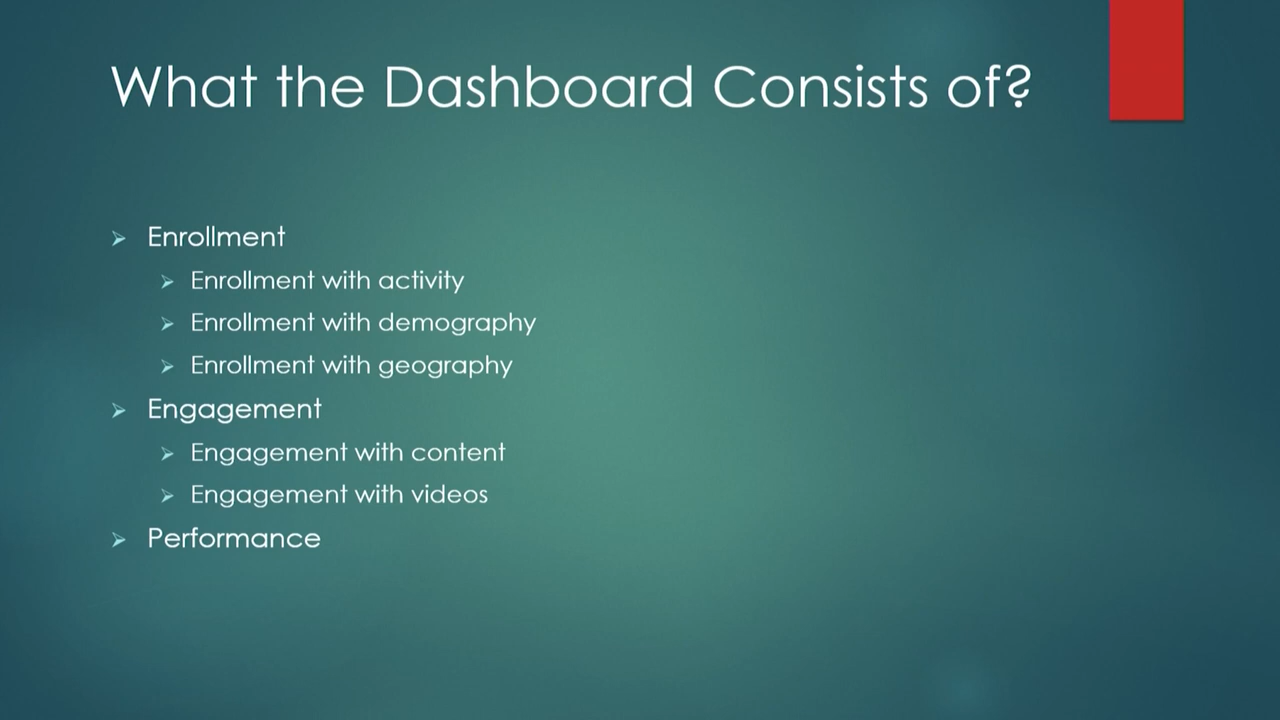 What the Dashboard Consists of?
Enrollment
Enrollment with activity
Enrollment with demography
Enrollment with geography
Engagement
Engagement with content
Engagement with videos
Performance